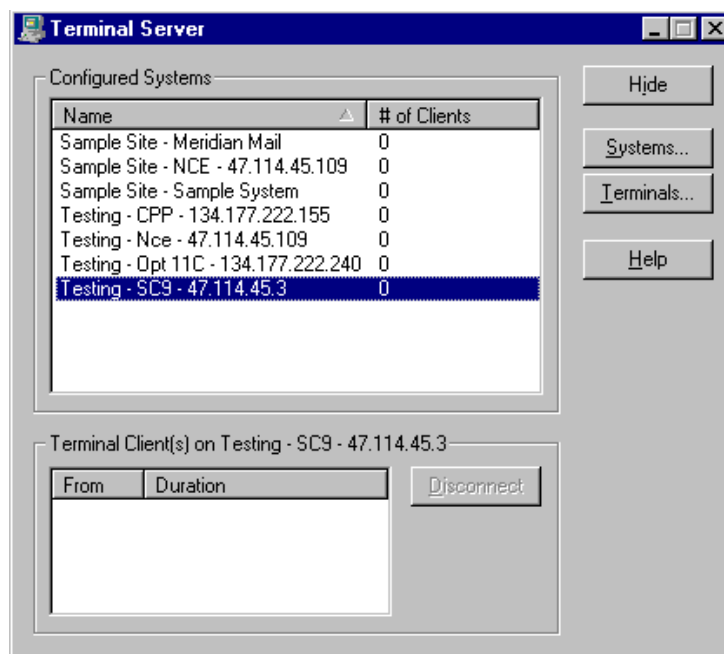 Terminal Server
Configured Systems
Hide
Name # of Clients
Sample Site - Meridian Mail 0
Systems...
Sample Site - NCE - 47.114.45.109 0
Sample Site - Sample System 0
Terminals...
Testing - CPP - 134.177.222.155 0
Testing - Nce - 47.114.45.109 0
Testing - Opt 11C - 134.177.222.240 0
Help
Testing - SC9 - 47.114.45.3 0
Terminal Client(s) on Testing - SC9 - 47.114.45.3
From Duration
Disconnect